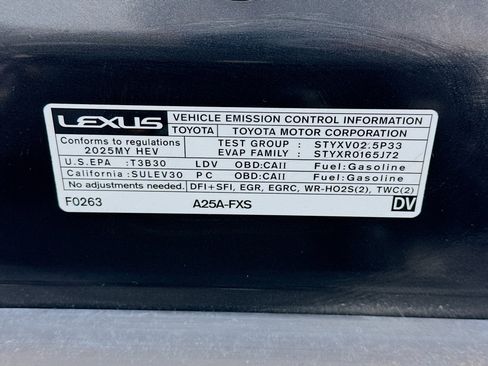 LEXUS VEHICLE EMISSION CONTROL INFORMATION
TOYOTA TOYOTA MOTOR CORPORATION
Conforms to regulations TEST GROUP : STYXV02.5P33
2025MY HEV EVAP FAMILY : STYXR0165J72
U.S.EPA :T3B30 LDV OBD:CAII Fuel:Gasoline
California :SULEV30 PC OBD:CAII Fuel:Gasoline
No adjustments needed. DFI+SFI, EGR, EGRC, WR-HO2S(2), TWC(2)
F0263 A25A-FXS DV